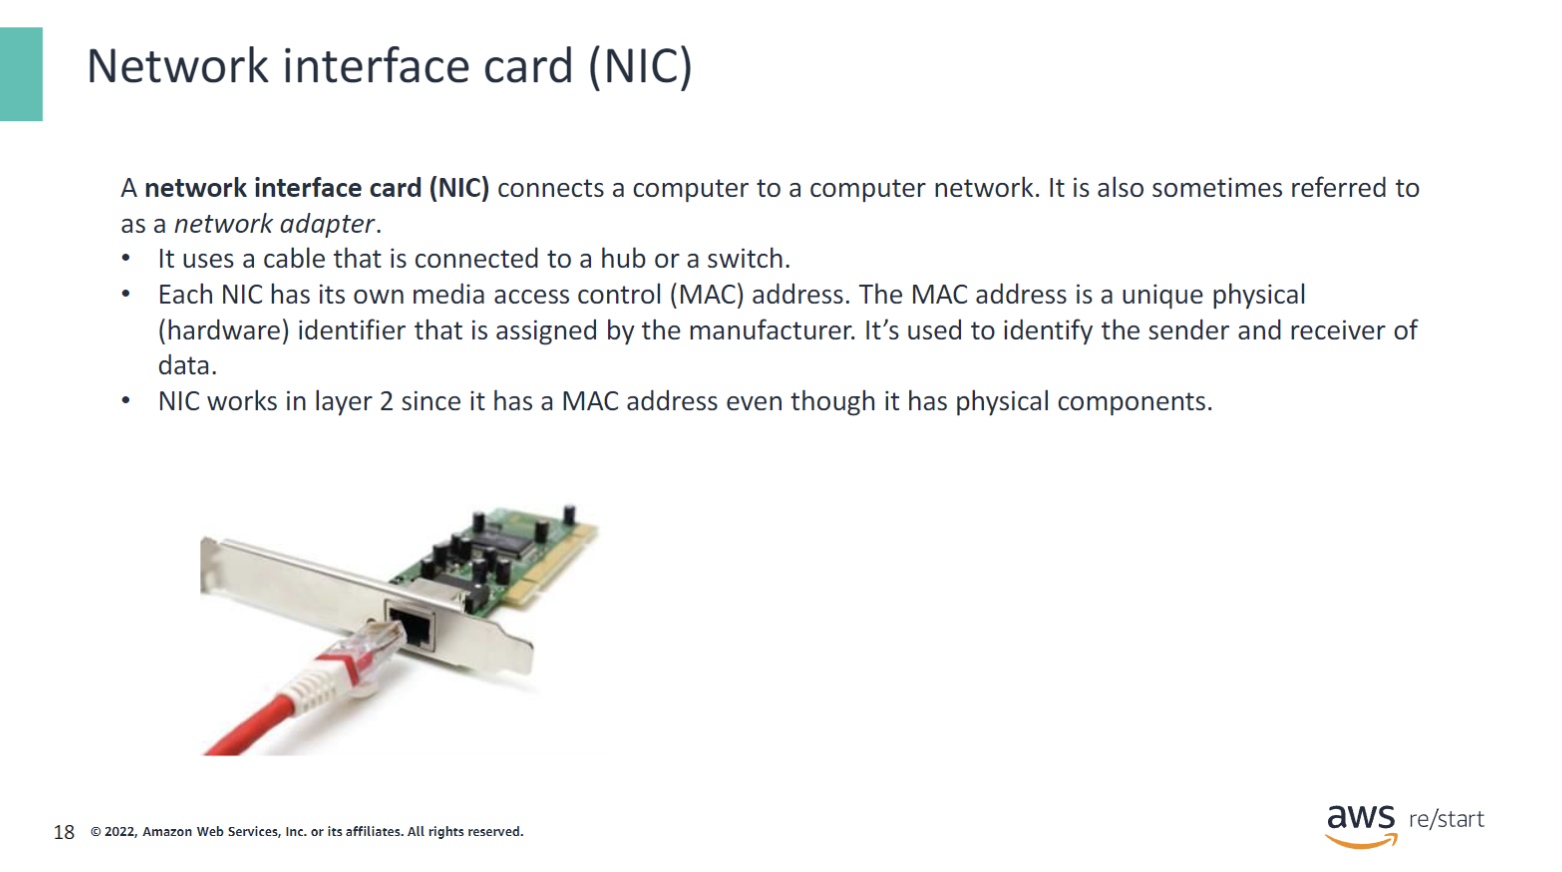 Network interface card (NIC)
A network interface card (NIC) connects a computer to a computer network. It is also sometimes referred to
as a network adapter.
• It uses a cable that is connected to a hub or a switch.
• Each NIC has its own media access control (MAC) address. The MAC address is a unique physical
(hardware) identifier that is assigned by the manufacturer. It’s used to identify the sender and receiver of
data.
• NIC works in layer 2 since it has a MAC address even though it has physical components.
18 © 2022, Amazon Web Services, Inc. or its affiliates. All rights reserved.
aws re/start